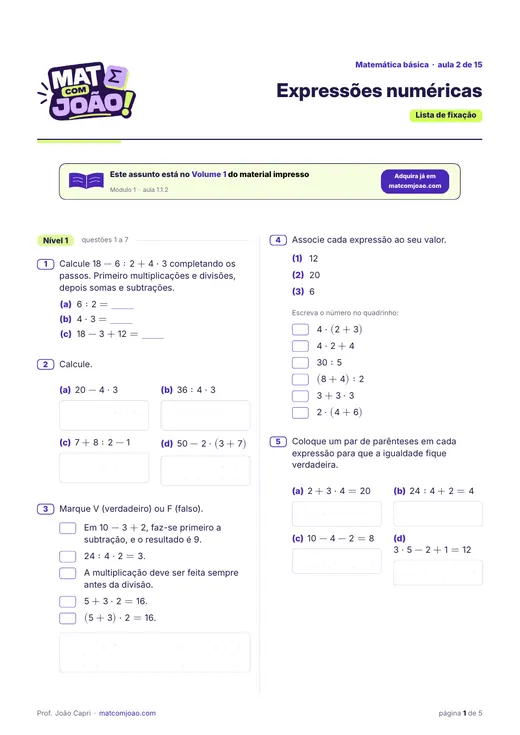 MAT Σ
COM
JOÃO!
Matemática básica · aula 2 de 15
Expressões numéricas
Lista de fixação
Este assunto está no Volume 1 do material impresso
Módulo 1 · aula 1.1.2
Adquira já em
matcomjoao.com
Nível 1 questões 1 a 7
1 Calcule 18 − 6 : 2 + 4 · 3 completando os
passos. Primeiro multiplicações e divisões,
depois somas e subtrações.
(a) 6 : 2 = ____
(b) 4 · 3 = ____
(c) 18 − 3 + 12 = ____
2 Calcule.
(a) 20 − 4 · 3 (b) 36 : 4 · 3
(c) 7 + 8 : 2 − 1 (d) 50 − 2 · (3 + 7)
3 Marque V (verdadeiro) ou F (falso).
Em 10 − 3 + 2, faz-se primeiro a
subtração, e o resultado é 9.
24 : 4 · 2 = 3.
A multiplicação deve ser feita sempre
antes da divisão.
5 + 3 · 2 = 16.
(5 + 3) · 2 = 16.
4 Associe cada expressão ao seu valor.
(1) 12
(2) 20
(3) 6
Escreva o número no quadrinho:
4 · (2 + 3)
4 · 2 + 4
30 : 5
(8 + 4) : 2
3 + 3 · 3
2 · (4 + 6)
5 Coloque um par de parênteses em cada
expressão para que a igualdade fique
verdadeira.
(a) 2 + 3 · 4 = 20 (b) 24 : 4 + 2 = 4
(c) 10 − 4 − 2 = 8 (d)
3 · 5 − 2 + 1 = 12
Prof. João Capri · matcomjoao.com
página 1 de 5